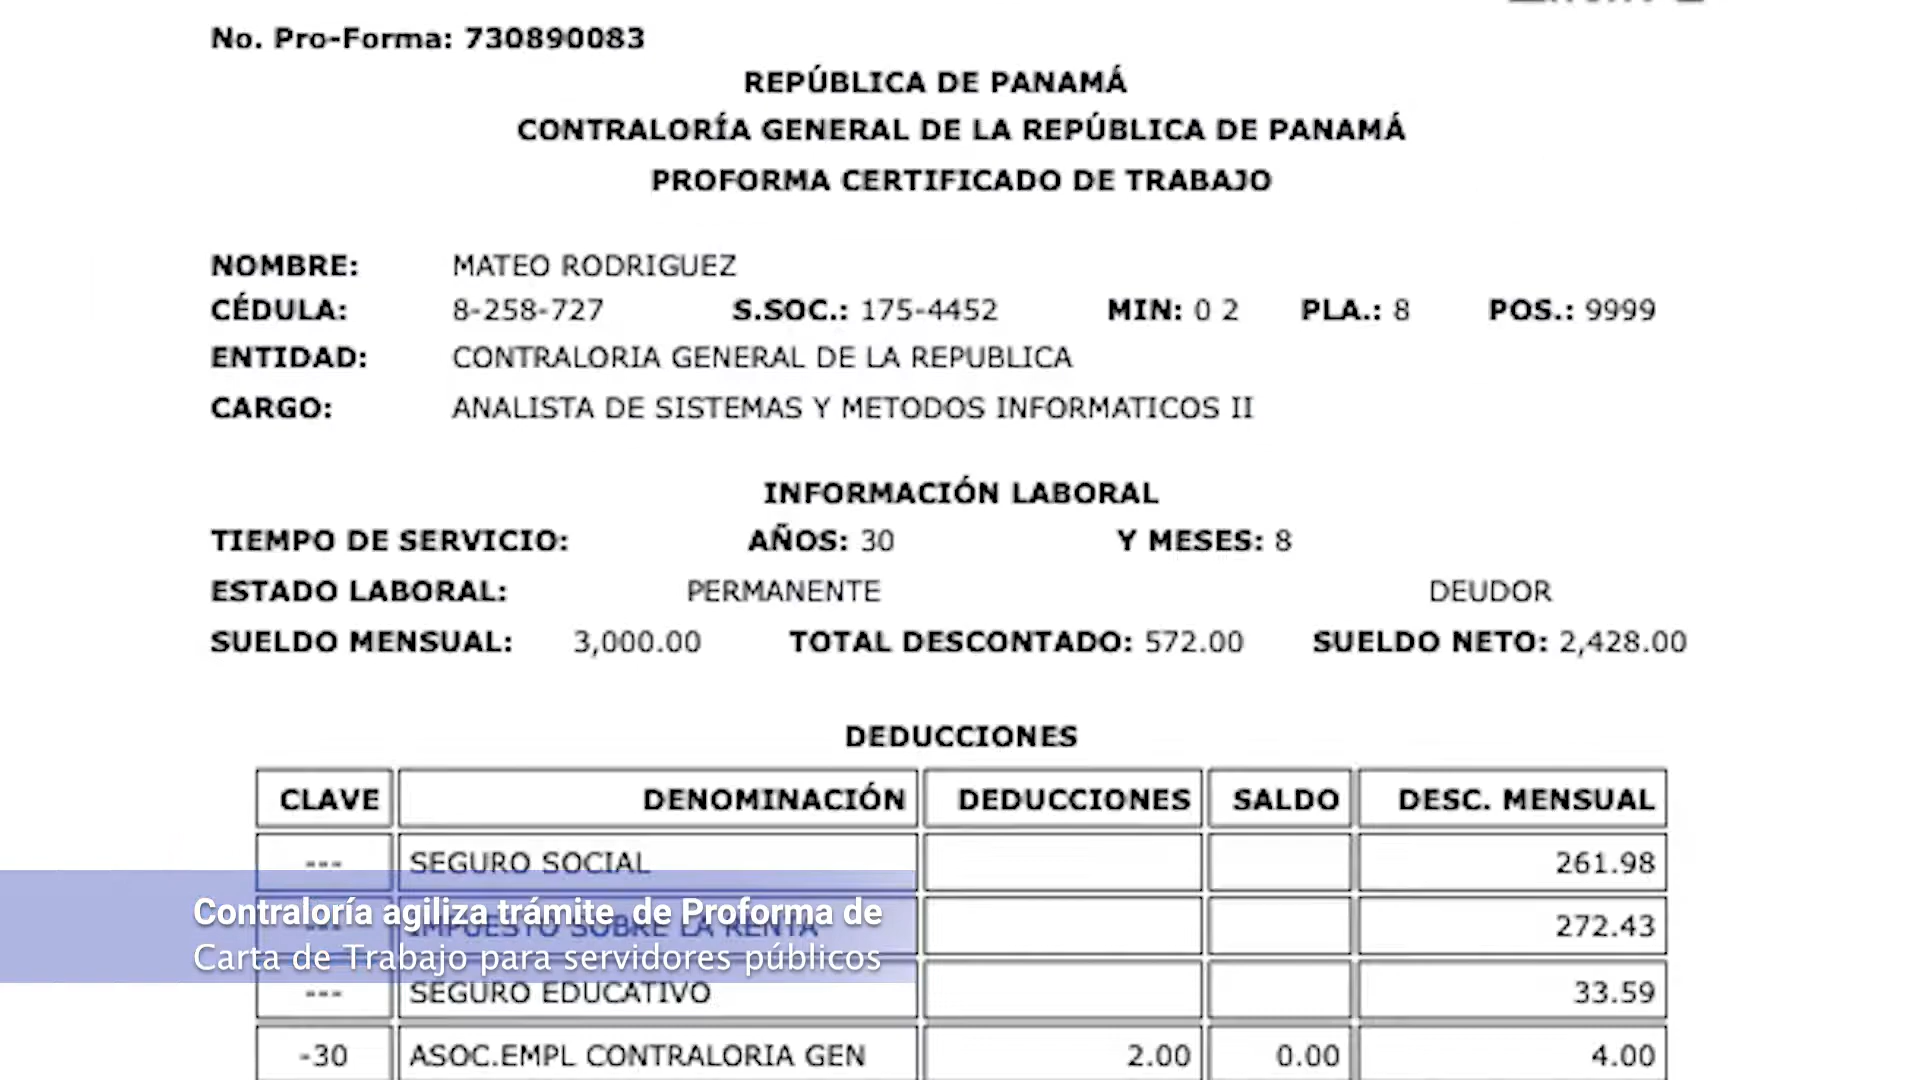 No. Pro-Forma: 730890083
REPÚBLICA DE PANAMÁ
CONTRALORÍA GENERAL DE LA REPÚBLICA DE PANAMÁ
PROFORMA CERTIFICADO DE TRABAJO
NOMBRE: MATEO RODRIGUEZ
CÉDULA: 8-258-727 S.SOC.: 175-4452 MIN: 0 2 PLA.: 8 POS.: 9999
ENTIDAD: CONTRALORIA GENERAL DE LA REPUBLICA
CARGO: ANALISTA DE SISTEMAS Y METODOS INFORMATICOS II
INFORMACIÓN LABORAL
TIEMPO DE SERVICIO: AÑOS: 30 Y MESES: 8
ESTADO LABORAL: PERMANENTE DEUDOR
SUELDO MENSUAL: 3,000.00 TOTAL DESCONTADO: 572.00 SUELDO NETO: 2,428.00
DEDUCCIONES
CLAVE DENOMINACIÓN DEDUCCIONES SALDO DESC. MENSUAL
--- SEGURO SOCIAL 261.98
--- IMPUESTO SOBRE LA RENTA 272.43
--- SEGURO EDUCATIVO 33.59
-30 ASOC.EMPL CONTRALORIA GEN 2.00 0.00 4.00
Contraloría agiliza trámite de Proforma de
Carta de Trabajo para servidores públicos